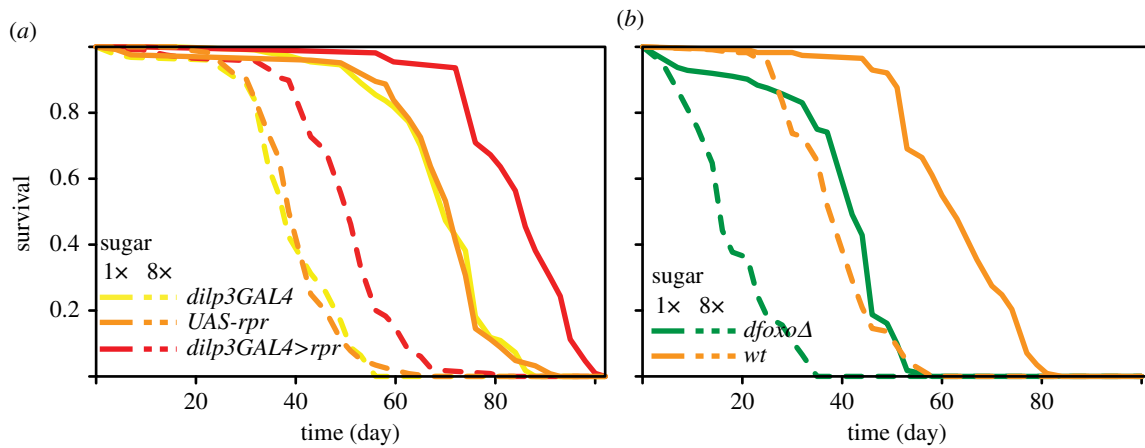 (a)
(b)
survival
0.8
0.6
0.4
0.2
sugar
1× 8×
dilp3GAL4
UAS-rpr
dilp3GAL4>rpr
20 40 60 80
time (day)
sugar
1× 8×
dfoxoΔ
wt
20 40 60 80
time (day)